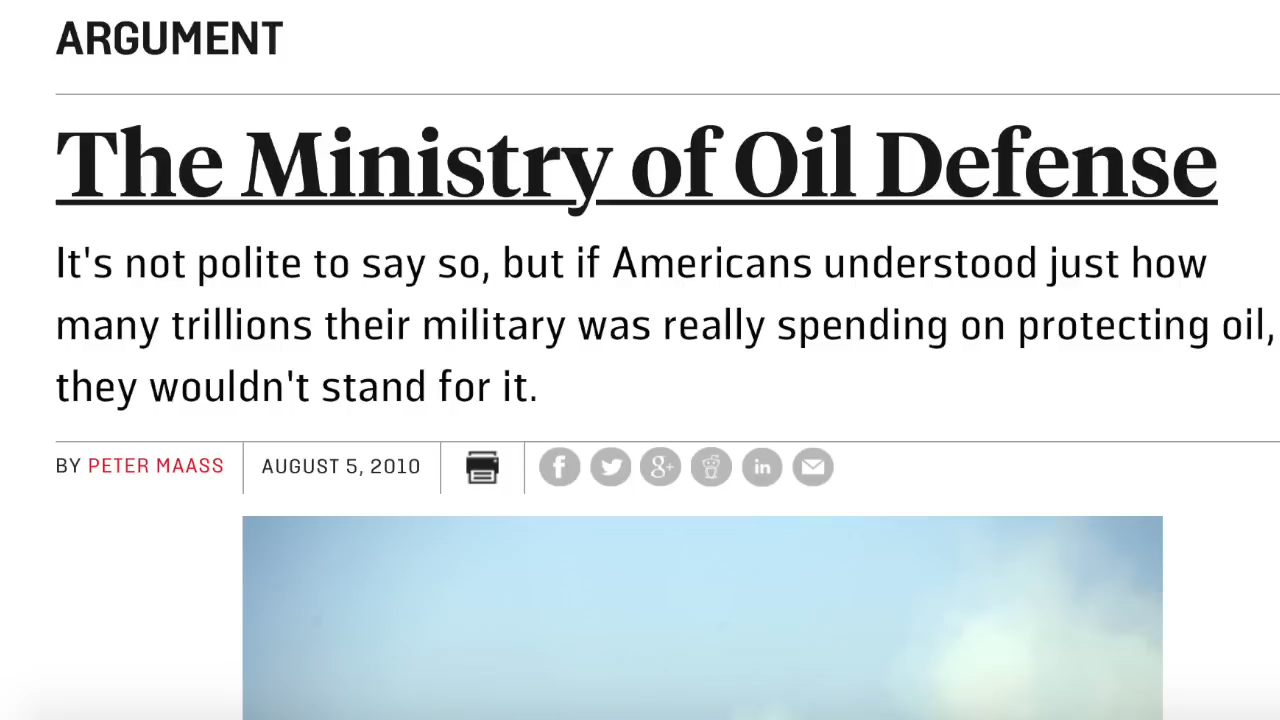 ARGUMENT
The Ministry of Oil Defense
It's not polite to say so, but if Americans understood just how
many trillions their military was really spending on protecting oil,
they wouldn't stand for it.
BY PETER MAASS
AUGUST 5, 2010